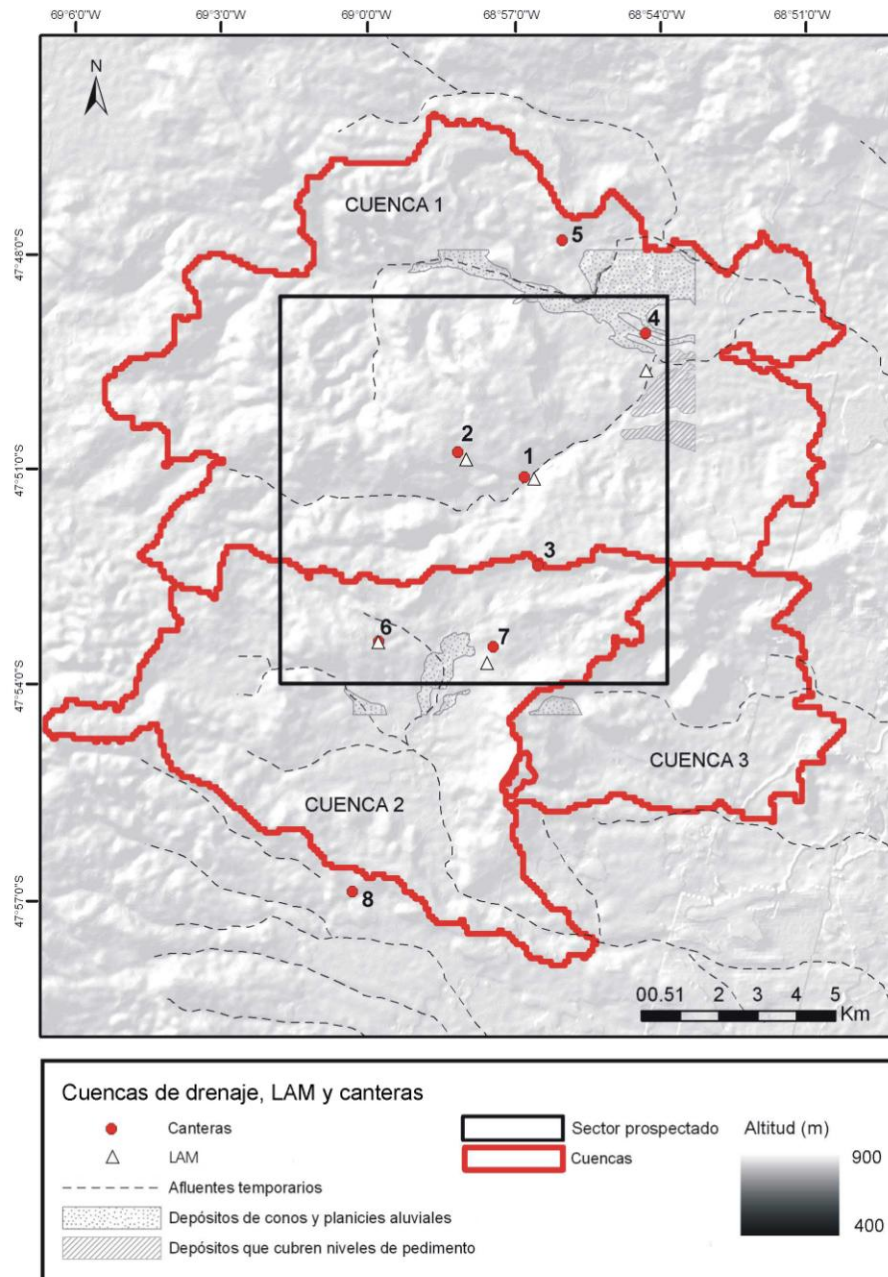 69°6'0"W 69°3'0"W 69°0'0"W 68°57'0"W 68°54'0"W 68°51'0"W
N
CUENCA 1
5
47°48'0"S
4
2
1
47°51'0"S
3
6
7
47°54'0"S
CUENCA 3
CUENCA 2
47°57'0"S
8
00.51 2 3 4 5
Km
Cuencas de drenaje, LAM y canteras
Canteras
LAM
Afluentes temporarios
Depósitos de conos y planicies aluviales
Depósitos que cubren niveles de pedimento
Sector prospectado
Cuencas
Altitud (m)
900
400